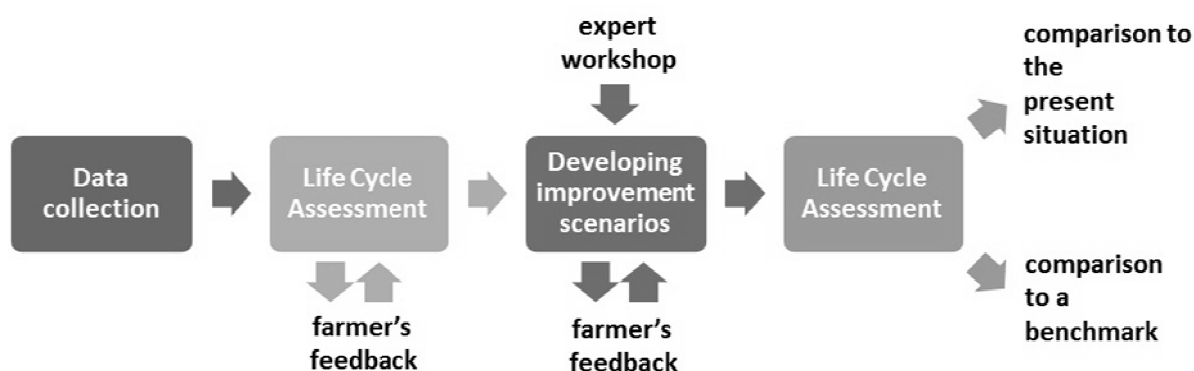 expert
workshop
comparison to
the
present
situation
Data
collection
Life Cycle
Assessment
Developing
improvement
scenarios
Life Cycle
Assessment
farmer's
feedback
farmer's
feedback
comparison
to a
benchmark